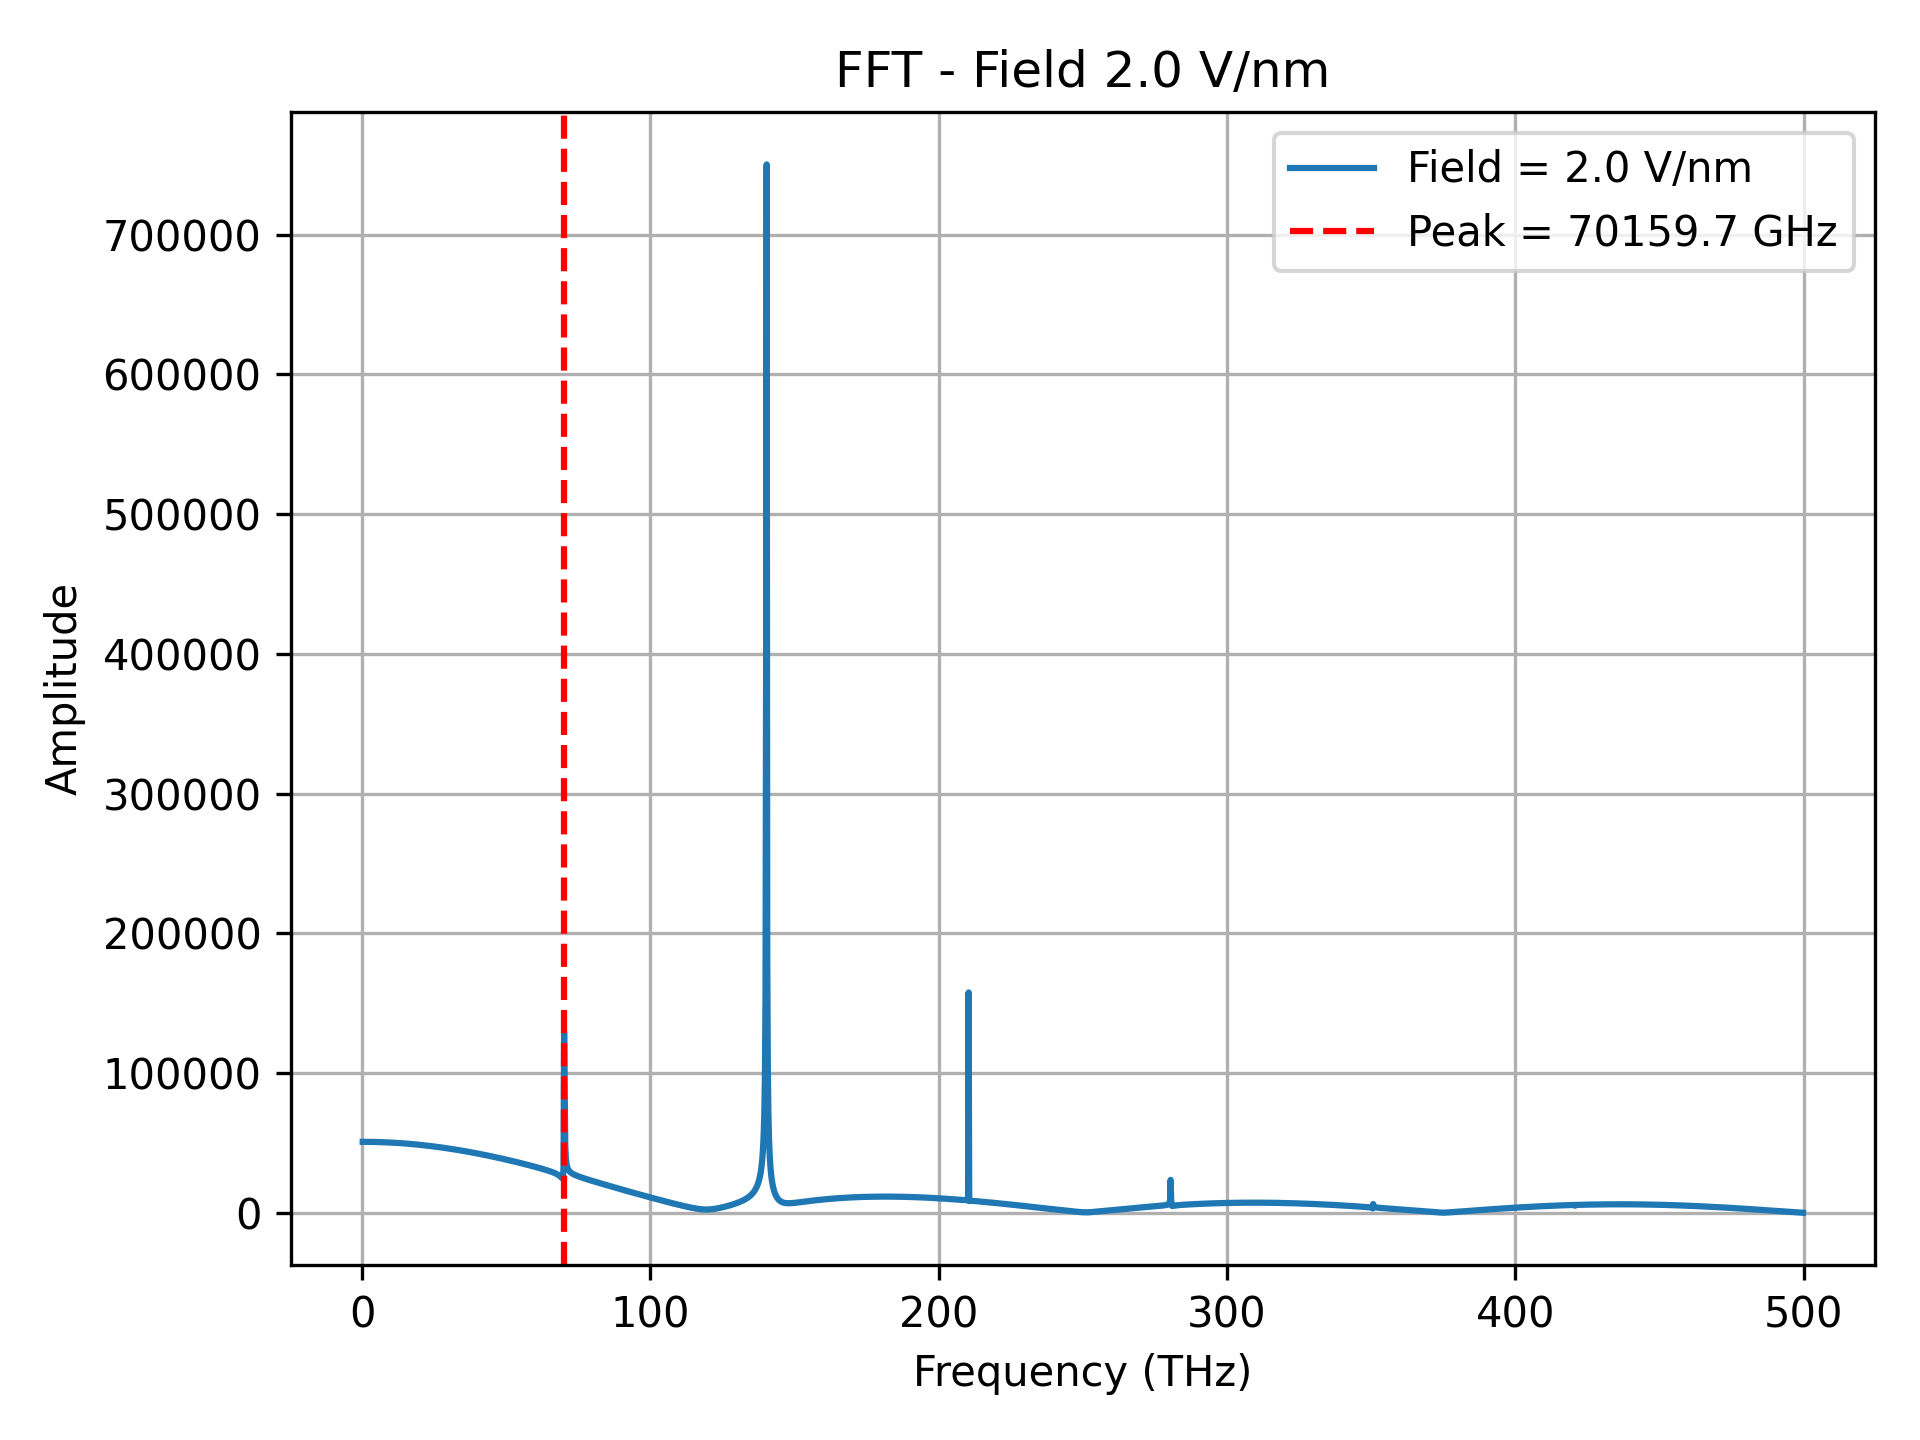 FFT - Field 2.0 V/nm
Field = 2.0 V/nm
Peak = 70159.7 GHz
Amplitude
700000
600000
500000
400000
300000
200000
100000
0
0 100 200 300 400 500
Frequency (THz)